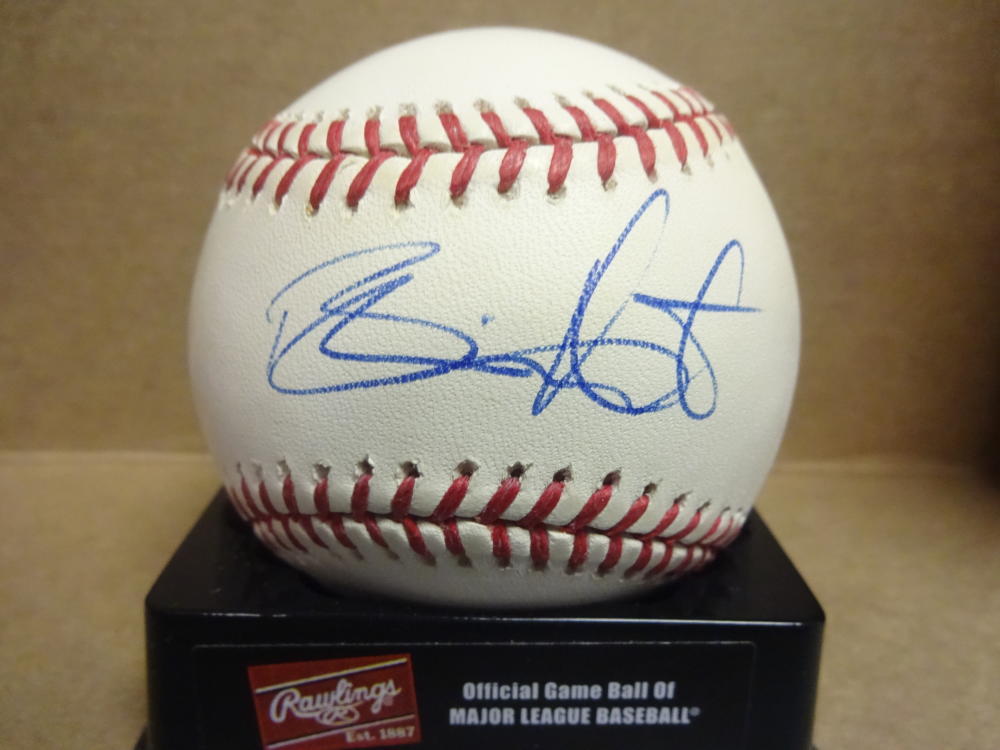 Rawlings®
Est. 1887
Official Game Ball Of
MAJOR LEAGUE BASEBALL®